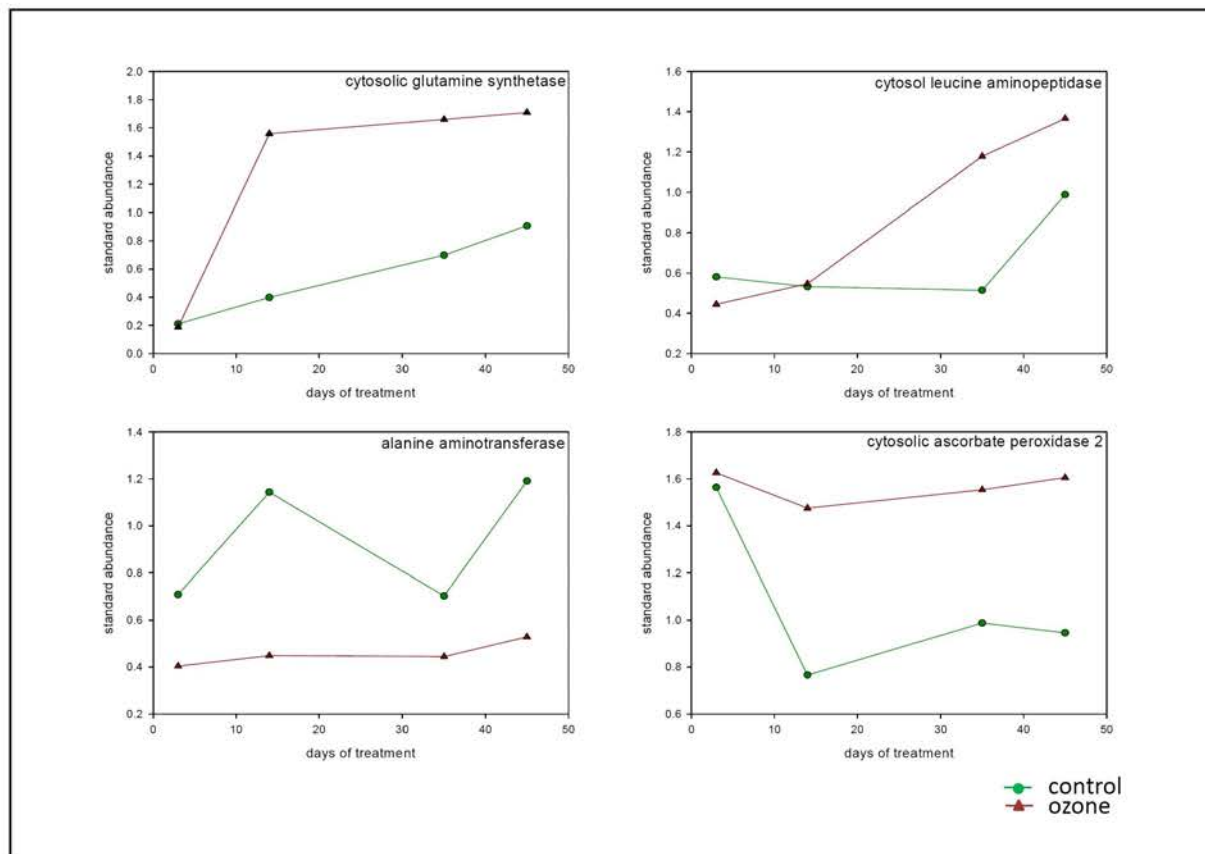 cytosolic glutamine synthetase
2.0
1.8
1.6
1.4
1.2
1.0
0.8
0.6
0.4
0.2
0.0
standard abundance
0 10 20 30 40 50
days of treatment
cytosol leucine aminopeptidase
1.6
1.4
1.2
1.0
0.8
0.6
0.4
0.2
standard abundance
0 10 20 30 40 50
days of treatment
alanine aminotransferase
1.4
1.2
1.0
0.8
0.6
0.4
0.2
standard abundance
0 10 20 30 40 50
days of treatment
cytosolic ascorbate peroxidase 2
1.8
1.6
1.4
1.2
1.0
0.8
0.6
standard abundance
0 10 20 30 40 50
days of treatment
control
ozone